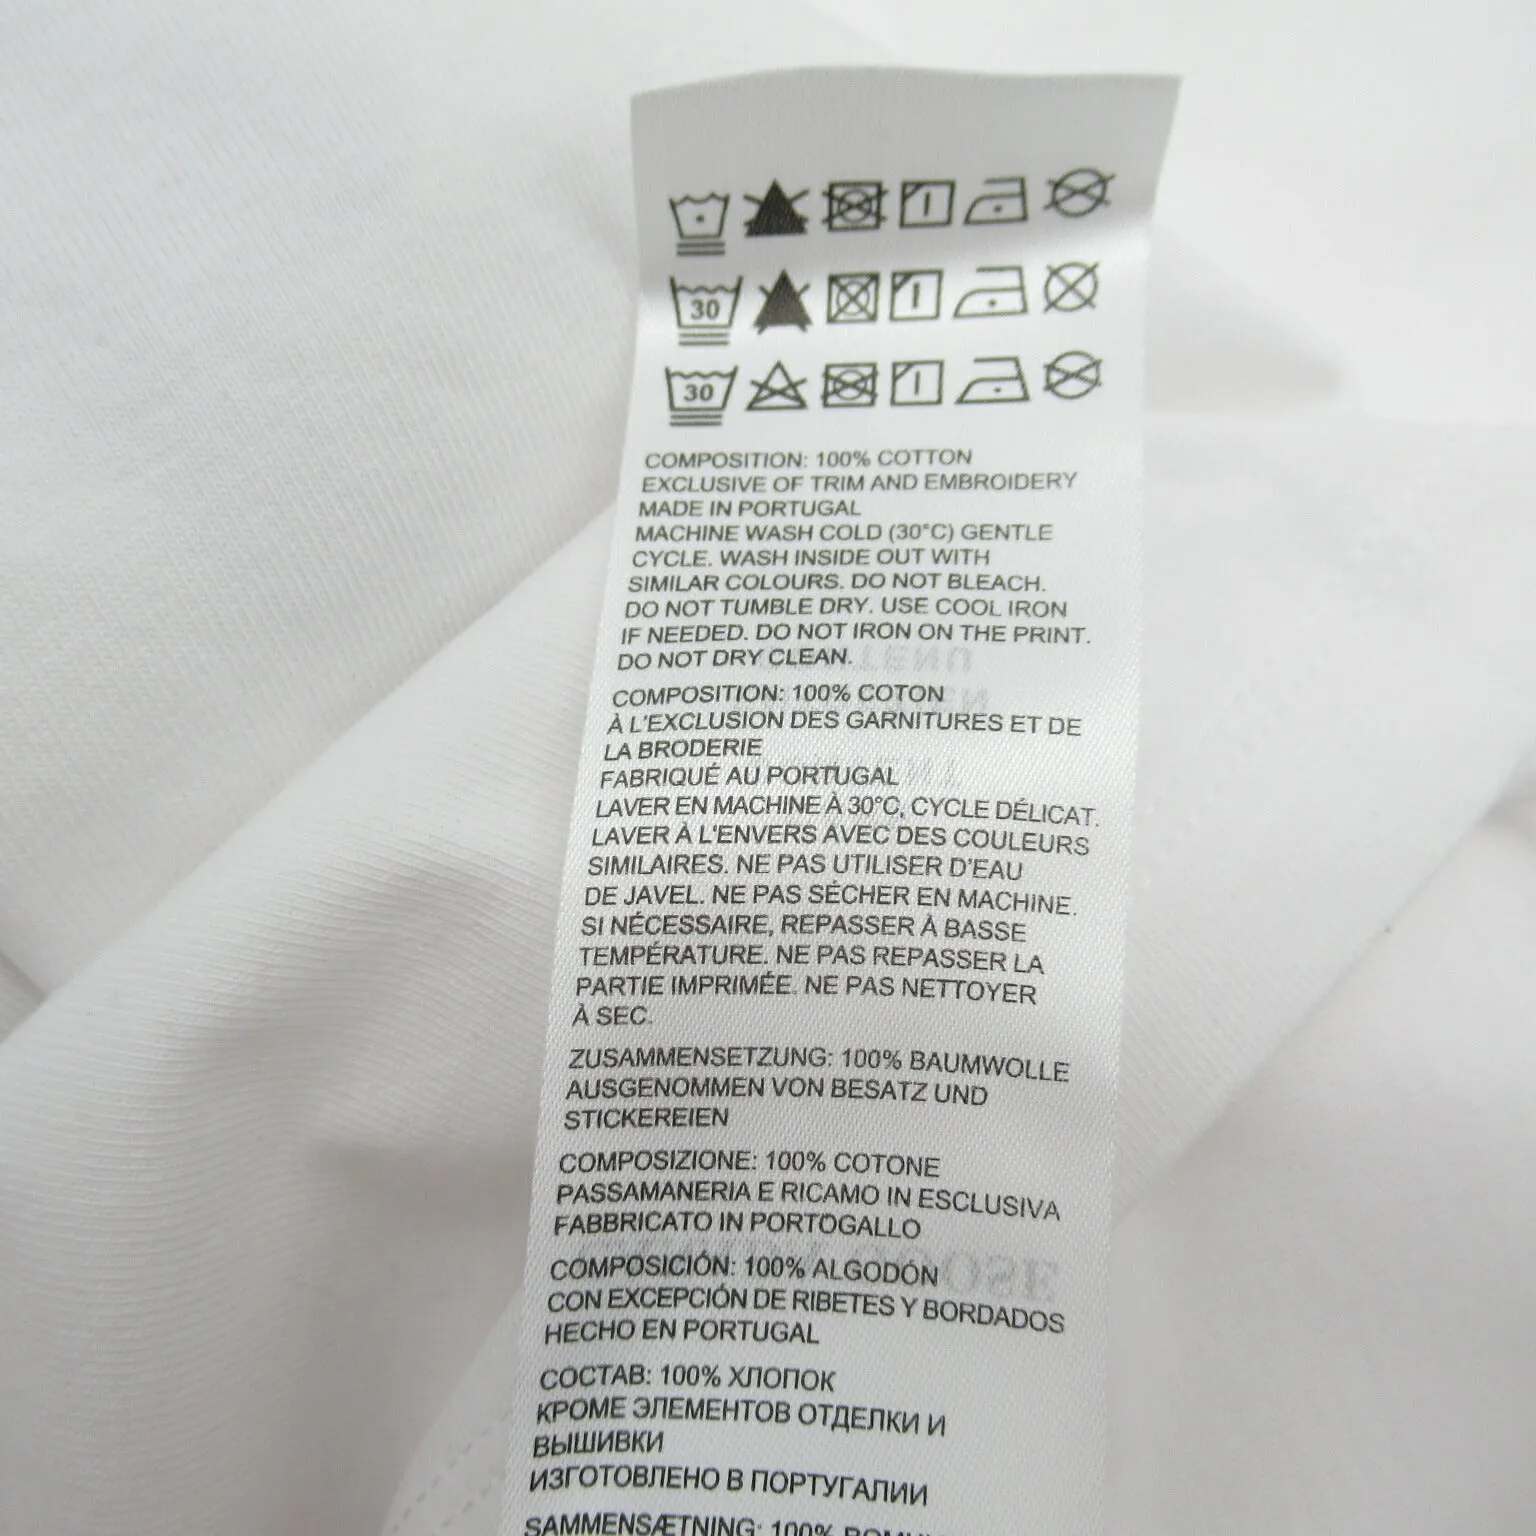 30
30
COMPOSITION: 100% COTTON
EXCLUSIVE OF TRIM AND EMBROIDERY
MADE IN PORTUGAL
MACHINE WASH COLD (30°C) GENTLE
CYCLE. WASH INSIDE OUT WITH
SIMILAR COLOURS. DO NOT BLEACH.
DO NOT TUMBLE DRY. USE COOL IRON
IF NEEDED. DO NOT IRON ON THE PRINT.
DO NOT DRY CLEAN.
COMPOSITION: 100% COTON
À L'EXCLUSION DES GARNITURES ET DE
LA BRODERIE
FABRIQUÉ AU PORTUGAL
LAVER EN MACHINE À 30°C, CYCLE DÉLICAT.
LAVER À L'ENVERS AVEC DES COULEURS
SIMILAIRES. NE PAS UTILISER D'EAU
DE JAVEL. NE PAS SÉCHER EN MACHINE.
SI NÉCESSAIRE, REPASSER À BASSE
TEMPÉRATURE. NE PAS REPASSER LA
PARTIE IMPRIMÉE. NE PAS NETTOYER
À SEC.
ZUSAMMENSETZUNG: 100% BAUMWOLLE
AUSGENOMMEN VON BESATZ UND
STICKEREIEN
COMPOSIZIONE: 100% COTONE
PASSAMANERIA E RICAMO IN ESCLUSIVA
FABBRICATO IN PORTOGALLO
COMPOSICIÓN: 100% ALGODÓN
CON EXCEPCIÓN DE RIBETES Y BORDADOS
HECHO EN PORTUGAL
СОСТАВ: 100% ХЛОПОК
КРОМЕ ЭЛЕМЕНТОВ ОТДЕЛКИ И
ВЫШИВКИ
ИЗГОТОВЛЕНО В ПОРТУГАЛИИ
SAMMENSÆTNING: 100%